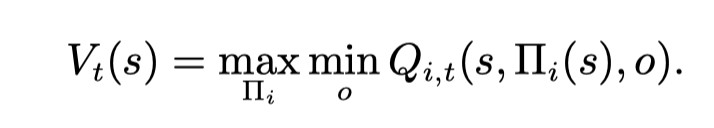 V_t(s) = max_{Π_i} min_o Q_{i,t}(s, Π_i(s), o).